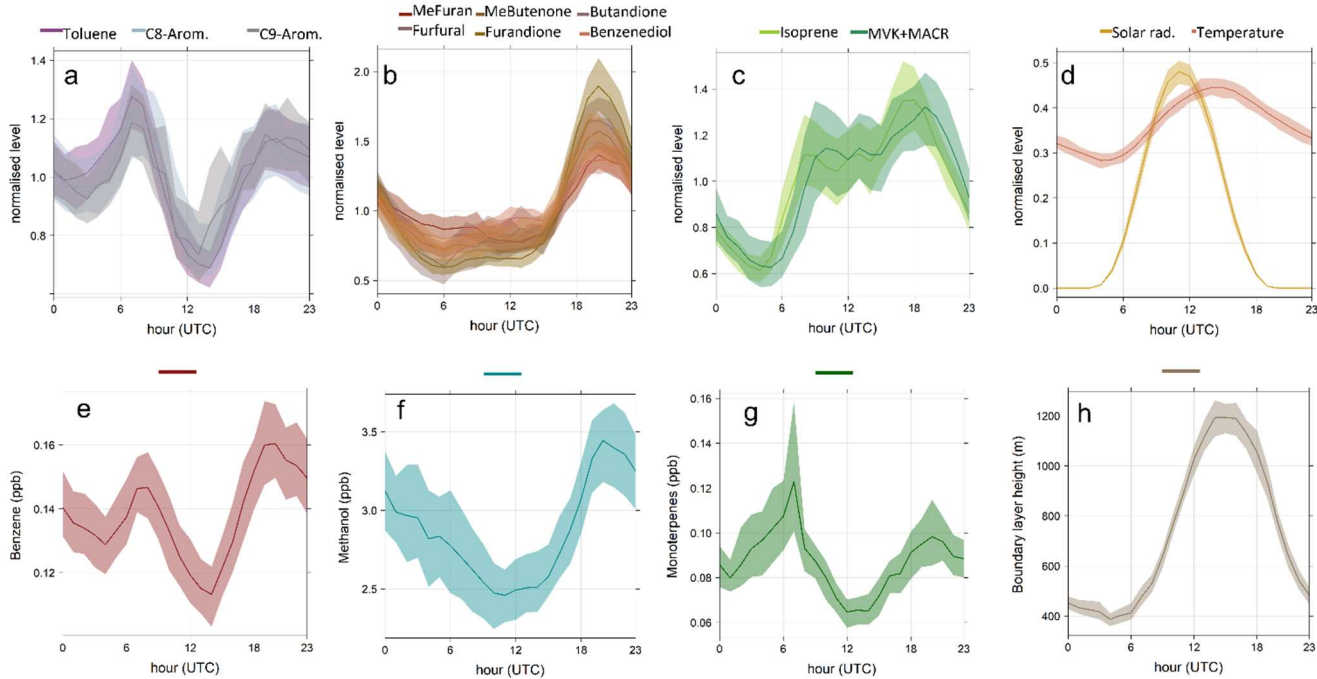 MeFuran MeButenone Butandione
Toluene C8-Arom. C9-Arom. Furfural Furandione Benzenediol Isoprene MVK+MACR Solar rad. Temperature
a
normalised level
1.4
1.2
1.0
0.8
0 6 12 18 23
hour (UTC)
b
normalised level
2.0
1.5
1.0
0.5
0 6 12 18 23
hour (UTC)
c
normalised level
1.4
1.2
1.0
0.8
0.6
0 6 12 18 23
hour (UTC)
d
normalised level
0.5
0.4
0.3
0.2
0.1
0.0
0 6 12 18 23
hour (UTC)
e
Benzene (ppb)
0.16
0.14
0.12
0 6 12 18 23
hour (UTC)
f
Methanol (ppb)
3.5
3.0
2.5
0 6 12 18 23
hour (UTC)
g
Monoterpenes (ppb)
0.16
0.14
0.12
0.10
0.08
0.06
0 6 12 18 23
hour (UTC)
h
Boundary layer height (m)
1200
1000
800
600
400
0 6 12 18 23
hour (UTC)